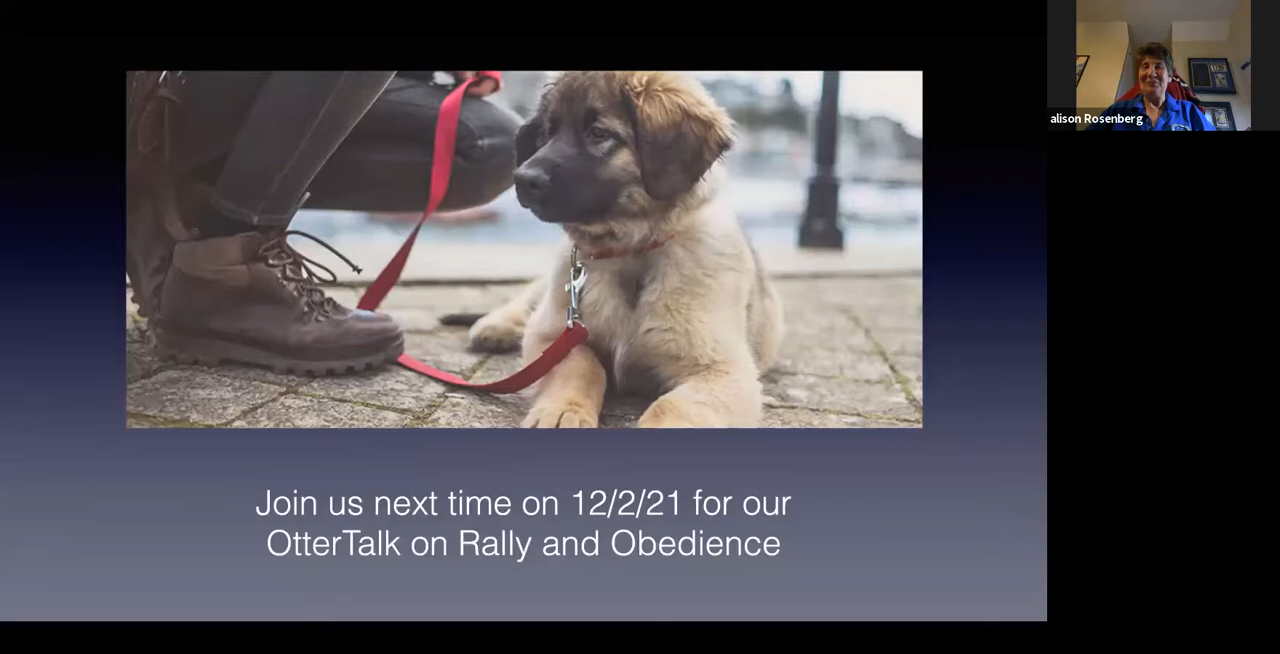 alison Rosenberg
Join us next time on 12/2/21 for our
OtterTalk on Rally and Obedience